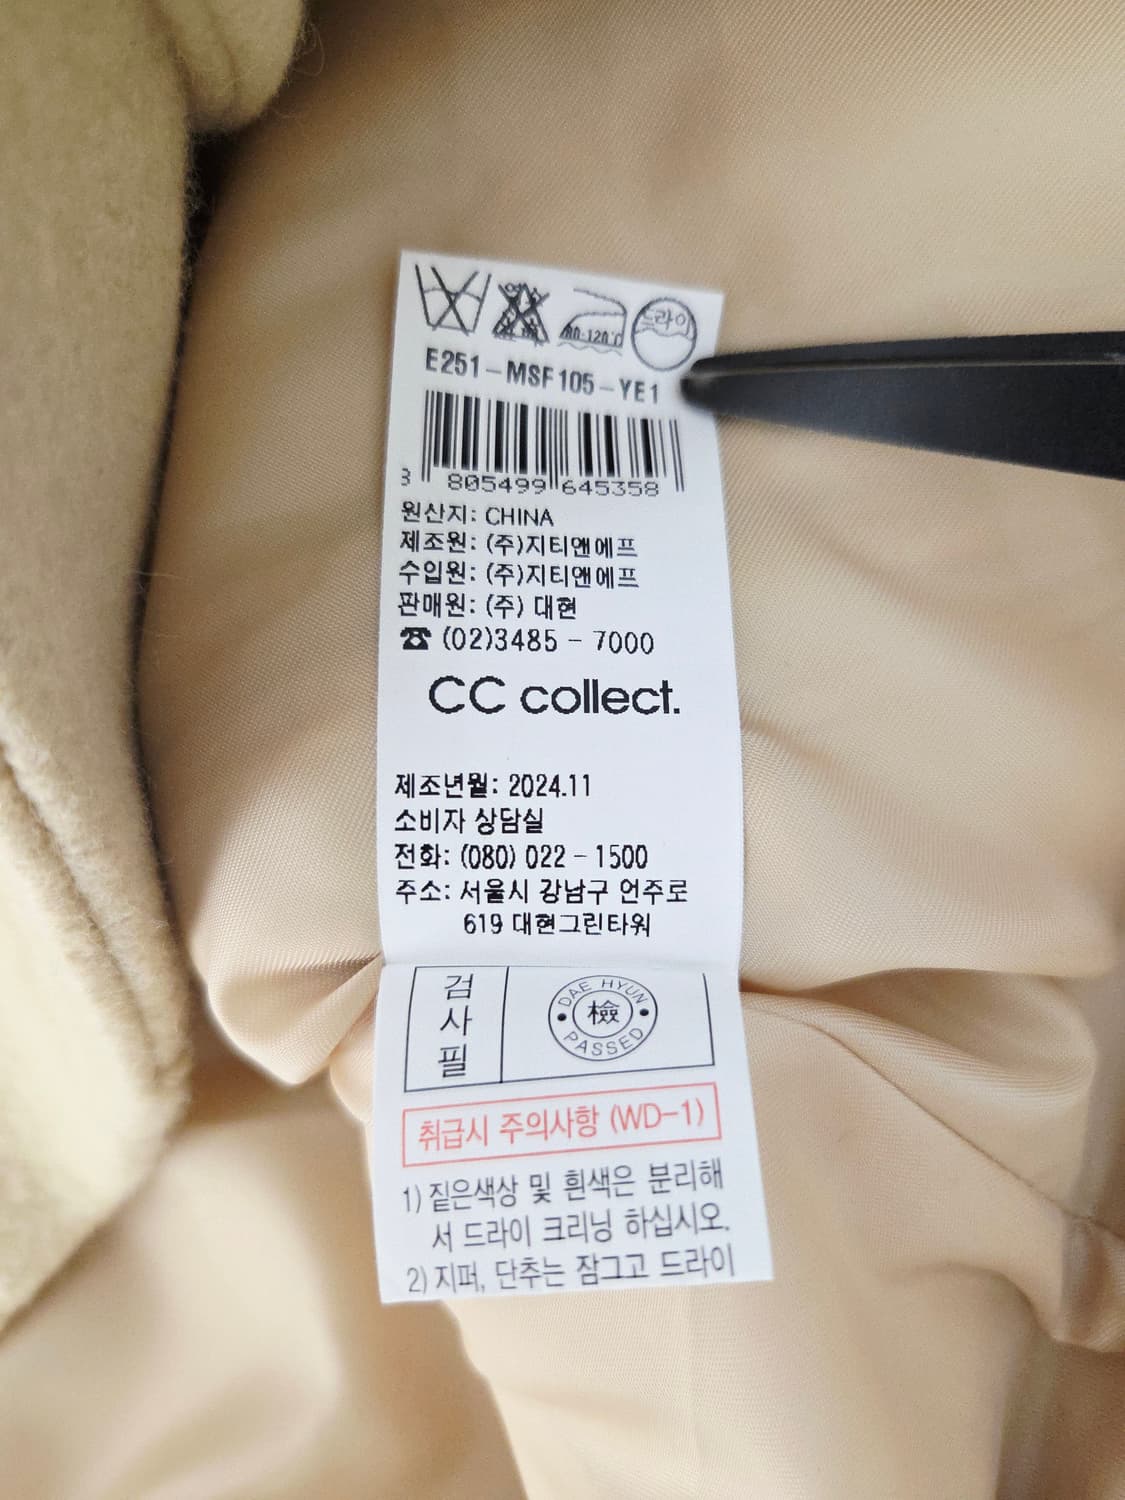 드라이
80-120℃
E251-MSF105-YE1
8 805499 645358
원산지: CHINA
제조원: (주)지티앤에프
수입원: (주)지티앤에프
판매원: (주) 대현
☎ (02)3485 - 7000
CC collect.
제조년월: 2024.11
소비자 상담실
전화: (080) 022 - 1500
주소: 서울시 강남구 언주로
619 대현그린타워
검사필
DAE HYUN
檢
PASSED
취급시 주의사항 (WD-1)
1) 짙은색상 및 흰색은 분리해
서 드라이 크리닝 하십시오.
2) 지퍼, 단추는 잠그고 드라이